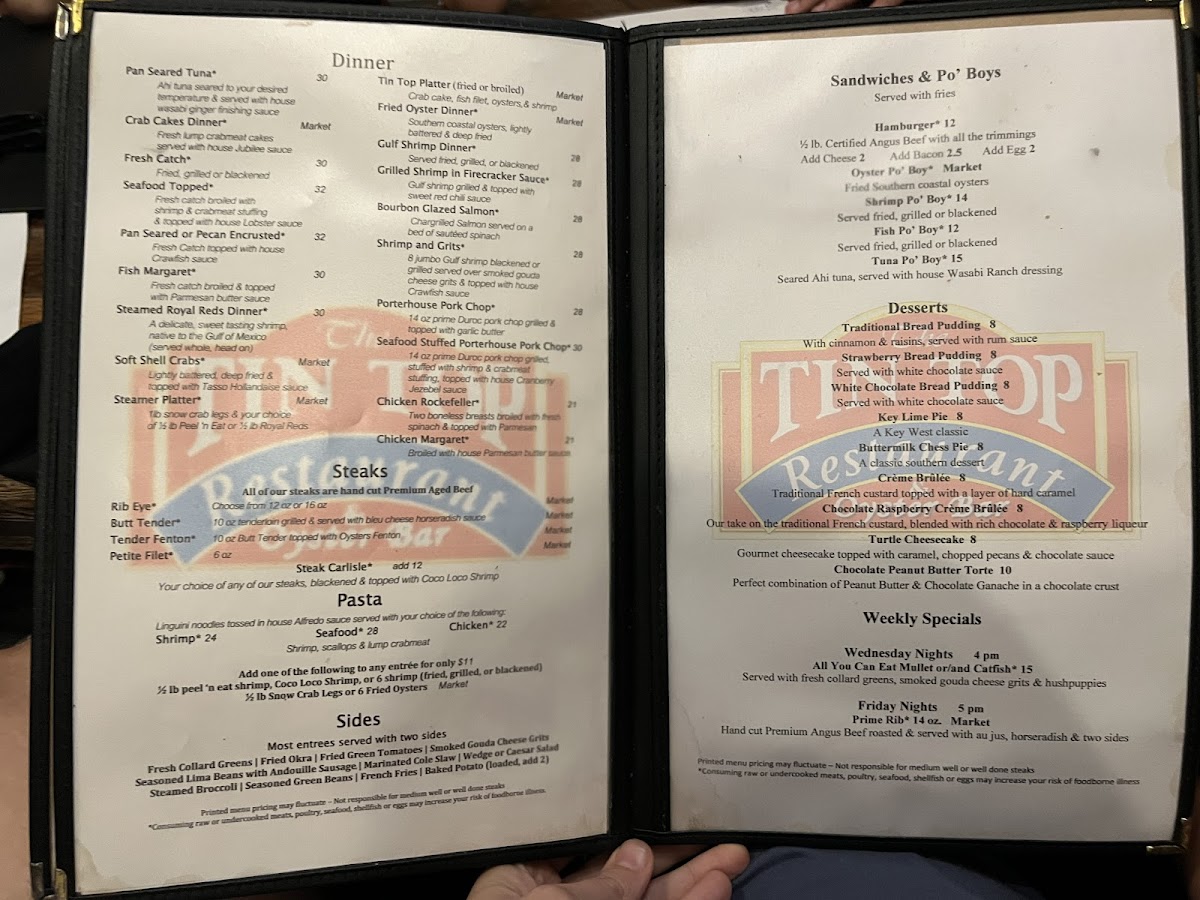 Dinner
Pan Seared Tuna* 30
Ahi tuna seared to your desired
temperature & served with house
wasabi ginger finishing sauce
Crab Cakes Dinner* Market
Fresh lump crabmeat cakes
served with house Jubilee sauce
Fresh Catch* 30
Fried, grilled or blackened
Seafood Topped* 32
Fresh catch broiled with
shrimp & crabmeat stuffing
& topped with house Lobster sauce
Pan Seared or Pecan Encrusted* 32
Fresh Catch topped with house
Crawfish sauce
Fish Margaret* 30
Fresh catch broiled & topped
with Parmesan butter sauce
Steamed Royal Reds Dinner* 30
A delicate, sweet tasting shrimp,
native to the Gulf of Mexico
(served whole, head on)
Soft Shell Crabs* Market
Lightly battered, deep fried &
topped with Tasso Hollandaise sauce
Steamer Platter* Market
1lb snow crab legs & your choice
of ½ lb Peel 'n Eat or ½ lb Royal Reds
Tin Top Platter (fried or broiled) Market
Crab cake, fish filet, oysters, & shrimp
Fried Oyster Dinner* Market
Southern coastal oysters, lightly
battered & deep fried
Gulf Shrimp Dinner* 28
Served fried, grilled, or blackened
Grilled Shrimp in Firecracker Sauce* 28
Gulf shrimp grilled & topped with
sweet red chili sauce
Bourbon Glazed Salmon* 28
Chargrilled Salmon served on a
bed of sautéed spinach
Shrimp and Grits* 28
8 jumbo Gulf shrimp blackened or
grilled served over smoked gouda
cheese grits & topped with house
Crawfish sauce
Porterhouse Pork Chop* 28
14 oz prime Duroc pork chop grilled &
topped with garlic butter
Seafood Stuffed Porterhouse Pork Chop* 30
14 oz prime Duroc pork chop grilled,
stuffed with shrimp & crabmeat
stuffing, topped with house Cranberry
Jezebel sauce
Chicken Rockefeller* 21
Two boneless breasts broiled with fresh
spinach & topped with Parmesan
Chicken Margaret* 21
Broiled with house Parmesan butter sauce
Steaks
All of our steaks are hand cut Premium Aged Beef
Rib Eye* Choose from 12 oz or 16 oz Market
Butt Tender* 10 oz tenderloin grilled & served with bleu cheese horseradish sauce Market
Tender Fenton* 10 oz Butt Tender topped with Oysters Fenton Market
Petite Filet* 6 oz Market
Steak Carlisle* add 12
Your choice of any of our steaks, blackened & topped with Coco Loco Shrimp
Pasta
Linguini noodles tossed in house Alfredo sauce served with your choice of the following:
Shrimp* 24 Seafood* 28 Chicken* 22
Shrimp, scallops & lump crabmeat
Add one of the following to any entrée for only $11
½ lb peel 'n eat shrimp, Coco Loco Shrimp, or 6 shrimp (fried, grilled, or blackened)
½ lb Snow Crab Legs or 6 Fried Oysters Market
Sides
Most entrees served with two sides
Fresh Collard Greens | Fried Okra | Fried Green Tomatoes | Smoked Gouda Cheese Grits
Seasoned Lima Beans with Andouille Sausage | Marinated Cole Slaw | Wedge or Caesar Salad
Steamed Broccoli | Seasoned Green Beans | French Fries | Baked Potato (loaded, add 2)
Printed menu pricing may fluctuate – Not responsible for medium well or well done steaks
*Consuming raw or undercooked meats, poultry, seafood, shellfish or eggs may increase your risk of foodborne illness.
The
TIN TOP
Restaurant
&
Oyster Bar
Sandwiches & Po' Boys
Served with fries
Hamburger* 12
½ lb. Certified Angus Beef with all the trimmings
Add Cheese 2 Add Bacon 2.5 Add Egg 2
Oyster Po' Boy* Market
Fried Southern coastal oysters
Shrimp Po' Boy* 14
Served fried, grilled or blackened
Fish Po' Boy* 12
Served fried, grilled or blackened
Tuna Po' Boy* 15
Seared Ahi tuna, served with house Wasabi Ranch dressing
Desserts
Traditional Bread Pudding 8
With cinnamon & raisins, served with rum sauce
Strawberry Bread Pudding 8
Served with white chocolate sauce
White Chocolate Bread Pudding 8
Served with white chocolate sauce
Key Lime Pie 8
A Key West classic
Buttermilk Chess Pie 8
A classic southern dessert
Crème Brûlée 8
Traditional French custard topped with a layer of hard caramel
Chocolate Raspberry Crème Brûlée 8
Our take on the traditional French custard, blended with rich chocolate & raspberry liqueur
Turtle Cheesecake 8
Gourmet cheesecake topped with caramel, chopped pecans & chocolate sauce
Chocolate Peanut Butter Torte 10
Perfect combination of Peanut Butter & Chocolate Ganache in a chocolate crust
Weekly Specials
Wednesday Nights 4 pm
All You Can Eat Mullet or/and Catfish* 15
Served with fresh collard greens, smoked gouda cheese grits & hushpuppies
Friday Nights 5 pm
Prime Rib* 14 oz. Market
Hand cut Premium Angus Beef roasted & served with au jus, horseradish & two sides
Printed menu pricing may fluctuate – Not responsible for medium well or well done steaks
*Consuming raw or undercooked meats, poultry, seafood, shellfish or eggs may increase your risk of foodborne illness